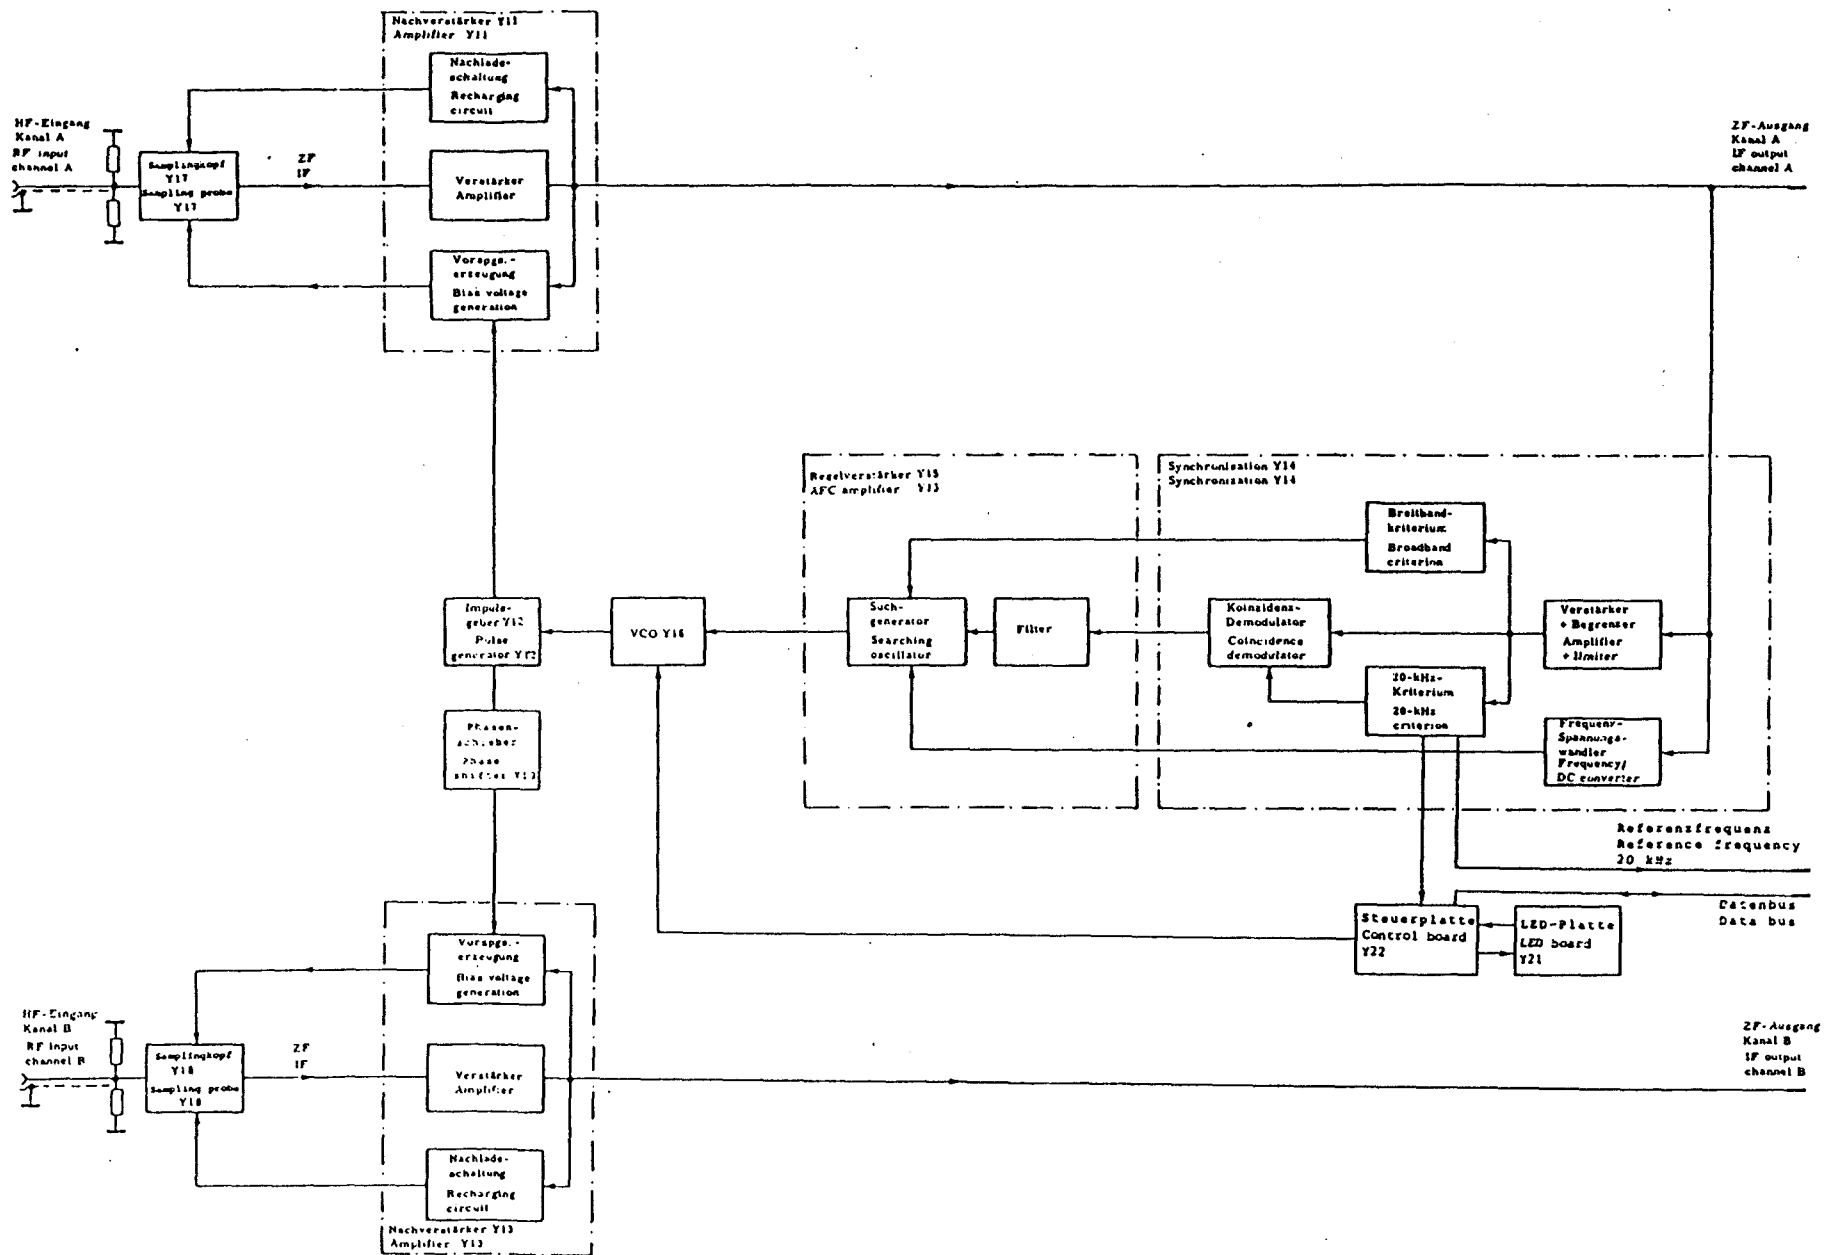 Nachverstärker Y11
Amplifier Y11
Nachlade-
schaltung
Recharging
circuit
HF-Eingang
Kanal A
RF input
channel A
Samplingkopf
Y17
Sampling probe
Y17
ZF
IF
Verstärker
Amplifier
ZF-Ausgang
Kanal A
IF output
channel A
Vorspgs.-
erzeugung
Bias voltage
generation
Regelverstärker Y15
AFC amplifier Y15
Synchronisation Y14
Synchronization Y14
Breitband-
kriterium
Broadband
criterion
Impuls-
geber Y12
Pulse
generator Y12
VCO Y16
Such-
generator
Searching
oscillator
Filter
Koinzidenz-
Demodulator
Coincidence
demodulator
Verstärker
+ Begrenzer
Amplifier
+ limiter
20-kHz-
Kriterium
20-kHz
criterion
Phasen-
schieber
Phase
shifter Y13
Frequenz-
Spannungs-
wandler
Frequency/
DC converter
Referenzfrequenz
Reference frequency
20 kHz
Datenbus
Data bus
Steuerplatte
Control board
Y22
LED-Platte
LED board
Y21
Vorspgs.-
erzeugung
Bias voltage
generation
HF-Eingang
Kanal B
RF input
channel B
Samplingkopf
Y18
Sampling probe
Y18
ZF
IF
Verstärker
Amplifier
ZF-Ausgang
Kanal B
IF output
channel B
Nachlade-
schaltung
Recharging
circuit
Nachverstärker Y13
Amplifier Y13